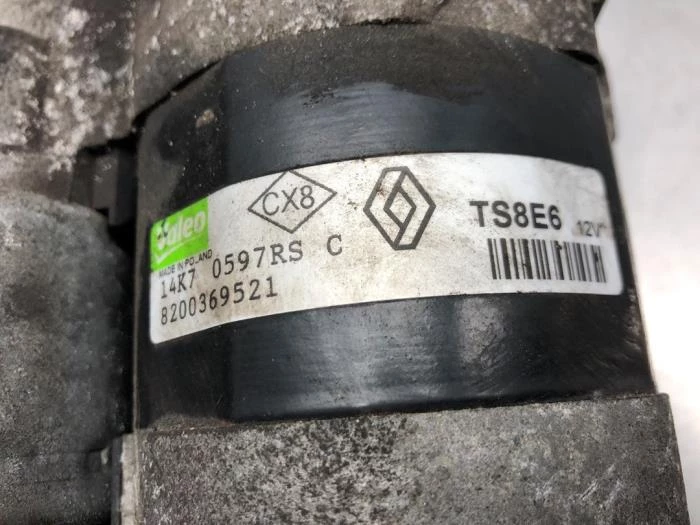 Valeo
MADE IN POLAND
CX8
TS8E6 12V
14K7 0597RS C
8200369521